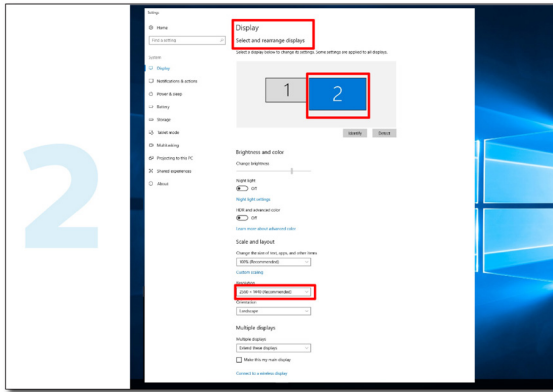 2
Settings
Home
Find a setting
System
Display
Notifications & actions
Power & sleep
Battery
Storage
Tablet mode
Multitasking
Projecting to this PC
Shared experiences
About
Display
Select and rearrange displays
Select a display below to change its settings. Some settings are applied to all displays.
1
2
Identify
Detect
Brightness and color
Change brightness
Night light
Off
Night light settings
HDR and advanced color
Off
Learn more about advanced color
Scale and layout
Change the size of text, apps, and other items
100% (Recommended)
Custom scaling
Resolution
(Recommended)
Orientation
Landscape
Multiple displays
Multiple displays
Extend these displays
Make this my main display
Connect to a wireless display